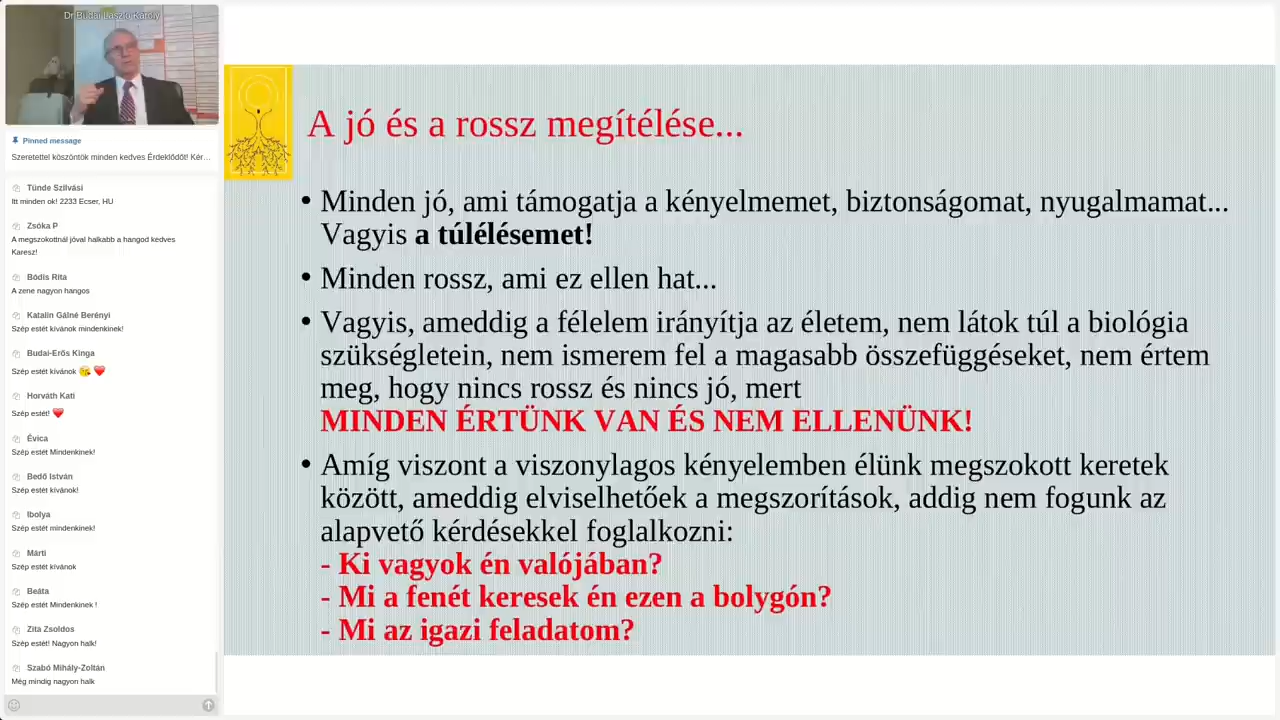 Dr Budai László Károly
Pinned message
Szeretettel köszöntök minden kedves Érdeklődőt! Kér…
Tünde Szilvási
Itt minden ok! 2233 Ecser, HU
Zsóka P
A megszokottnál jóval halkabb a hangod kedves
Karesz!
Bódis Rita
A zene nagyon hangos
Katalin Gálné Berényi
Szép estét kívánok mindenkinek!
Budai-Erős Kinga
Szép estét kívánok 😘 ❤️
Horváth Kati
Szép estét! ❤️
Évica
Szép estét Mindenkinek!
Bedő István
Szép estét kívánok!
Ibolya
Szép estét mindenkinek!
Márti
Szép estét kívánok
Beáta
Szép estét Mindenkinek !
Zita Zsoldos
Szép estét! Nagyon halk!
Szabó Mihály-Zoltán
Még mindig nagyon halk
A jó és a rossz megítélése...
• Minden jó, ami támogatja a kényelmemet, biztonságomat, nyugalmamat...
Vagyis a túlélésemet!
• Minden rossz, ami ez ellen hat...
• Vagyis, ameddig a félelem irányítja az életem, nem látok túl a biológia
szükségletein, nem ismerem fel a magasabb összefüggéseket, nem értem
meg, hogy nincs rossz és nincs jó, mert
MINDEN ÉRTÜNK VAN ÉS NEM ELLENÜNK!
• Amíg viszont a viszonylagos kényelemben élünk megszokott keretek
között, ameddig elviselhetőek a megszorítások, addig nem fogunk az
alapvető kérdésekkel foglalkozni:
- Ki vagyok én valójában?
- Mi a fenét keresek én ezen a bolygón?
- Mi az igazi feladatom?